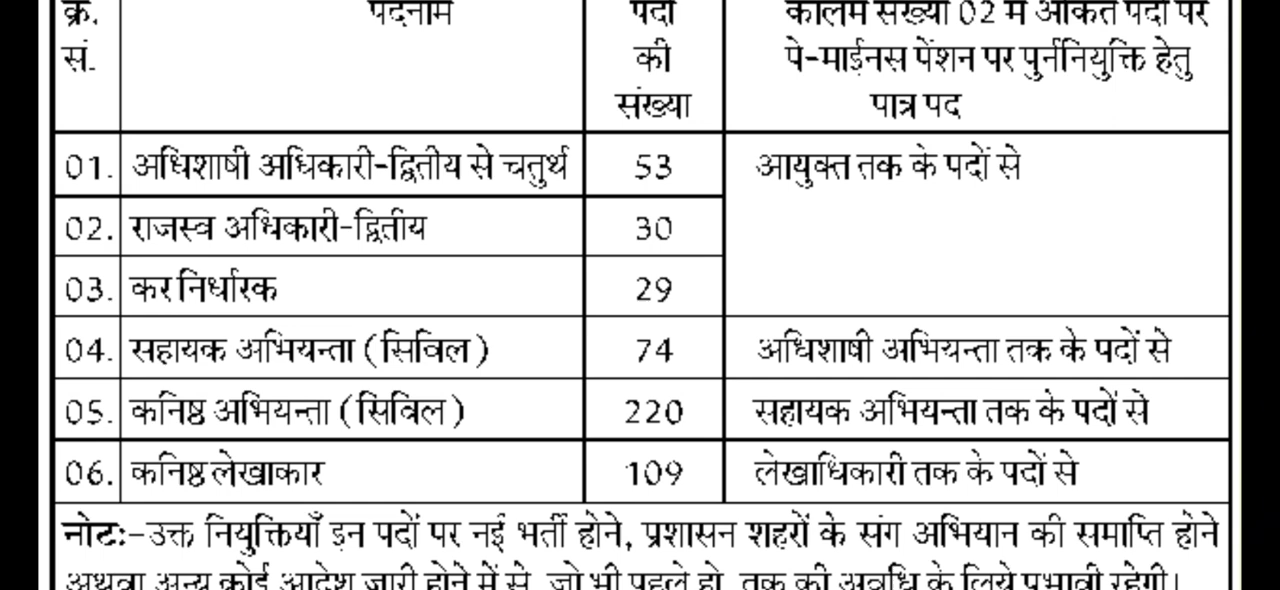 क्र. पदनाम पदों कॉलम संख्या 02 में अंकित पदों पर
सं. की पे-माईनस पेंशन पर पुर्ननियुक्ति हेतु
संख्या पात्र पद
01. अधिशाषी अधिकारी-द्वितीय से चतुर्थ 53 आयुक्त तक के पदों से
02. राजस्व अधिकारी-द्वितीय 30
03. कर निर्धारक 29
04. सहायक अभियन्ता (सिविल) 74 अधिशाषी अभियन्ता तक के पदों से
05. कनिष्ठ अभियन्ता (सिविल) 220 सहायक अभियन्ता तक के पदों से
06. कनिष्ठ लेखाकार 109 लेखाधिकारी तक के पदों से
नोटः-उक्त नियुक्तियाँ इन पदों पर नई भर्ती होने, प्रशासन शहरों के संग अभियान की समाप्ति होने
अथवा अन्य कोई आदेश जारी होने में से, जो भी पहले हो, तक की अवधि के लिये प्रभावी रहेगी।